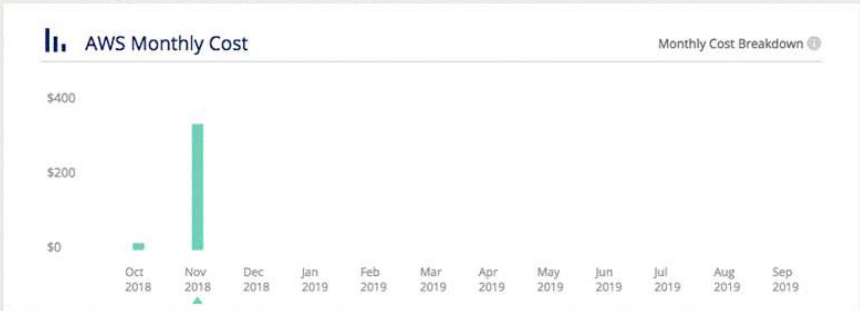 AWS Monthly Cost
Monthly Cost Breakdown
$400
$200
$0
Oct Nov Dec Jan Feb Mar Apr May Jun Jul Aug Sep
2018 2018 2018 2019 2019 2019 2019 2019 2019 2019 2019 2019